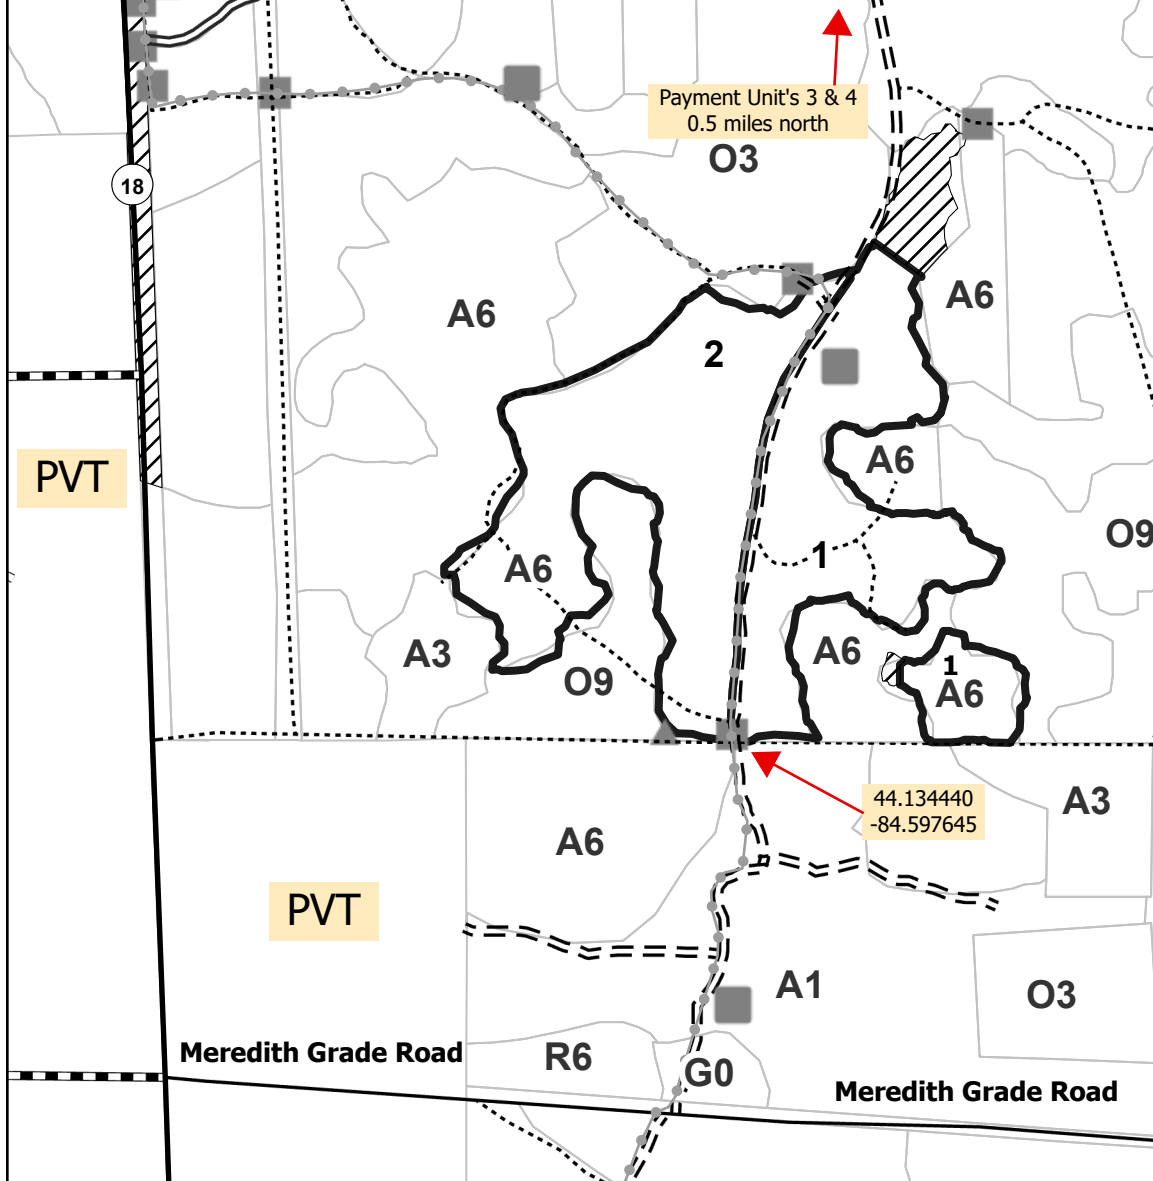 Payment Unit's 3 & 4
0.5 miles north
O3
18
A6
A6
2
A6
PVT
O9
1
A6
A3
A6
1
O9
A6
44.134440
-84.597645
A3
A6
PVT
A1
O3
Meredith Grade Road
R6
G0
Meredith Grade Road